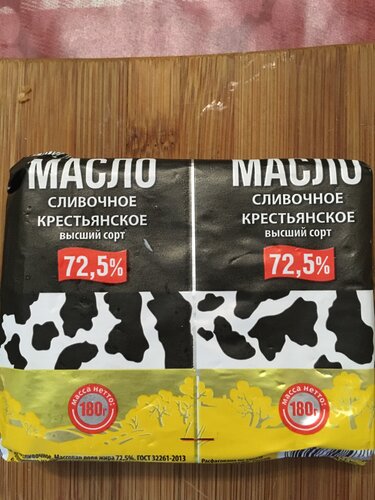 МАСЛО
СЛИВОЧНОЕ
КРЕСТЬЯНСКОЕ
ВЫСШИЙ СОРТ
72,5%
Масса нетто:
180г
МАСЛО
СЛИВОЧНОЕ
КРЕСТЬЯНСКОЕ
ВЫСШИЙ СОРТ
72,5%
Масса нетто:
180г
СЛИВОЧНОЕ. Массовая доля жира 72,5%. ГОСТ 32261-2013